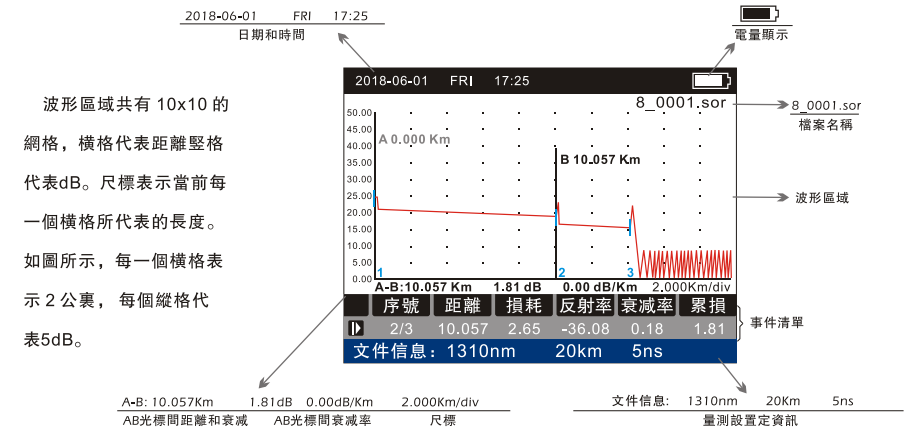 2018-06-01 FRI 17:25
日期和時間
電量顯示
波形區域共有 10x10 的
網格，橫格代表距離堅格
代表dB。尺標表示當前每
一個橫格所代表的長度。
如圖所示，每一個橫格表
示 2 公裏， 每個縱格代
表5dB。
2018-06-01 FRI 17:25
8_0001.sor
50.00
45.00
40.00
35.00
30.00
25.00
20.00
15.00
10.00
5.00
0.00
A 0.000 Km
B 10.057 Km
1
2
3
A-B:10.057 Km 1.81 dB 0.00 dB/Km 2.000Km/div
序號 距離 損耗 反射率 衰减率 累損
2/3 10.057 2.65 -36.08 0.18 1.81
文件信息: 1310nm 20km 5ns
8_0001.sor
檔案名稱
波形區域
事件清單
A-B: 10.057Km 1.81dB 0.00dB/Km 2.000Km/div
AB光標間距離和衰减 AB光標間衰减率 尺標
文件信息: 1310nm 20Km 5ns
量測設置定資訊